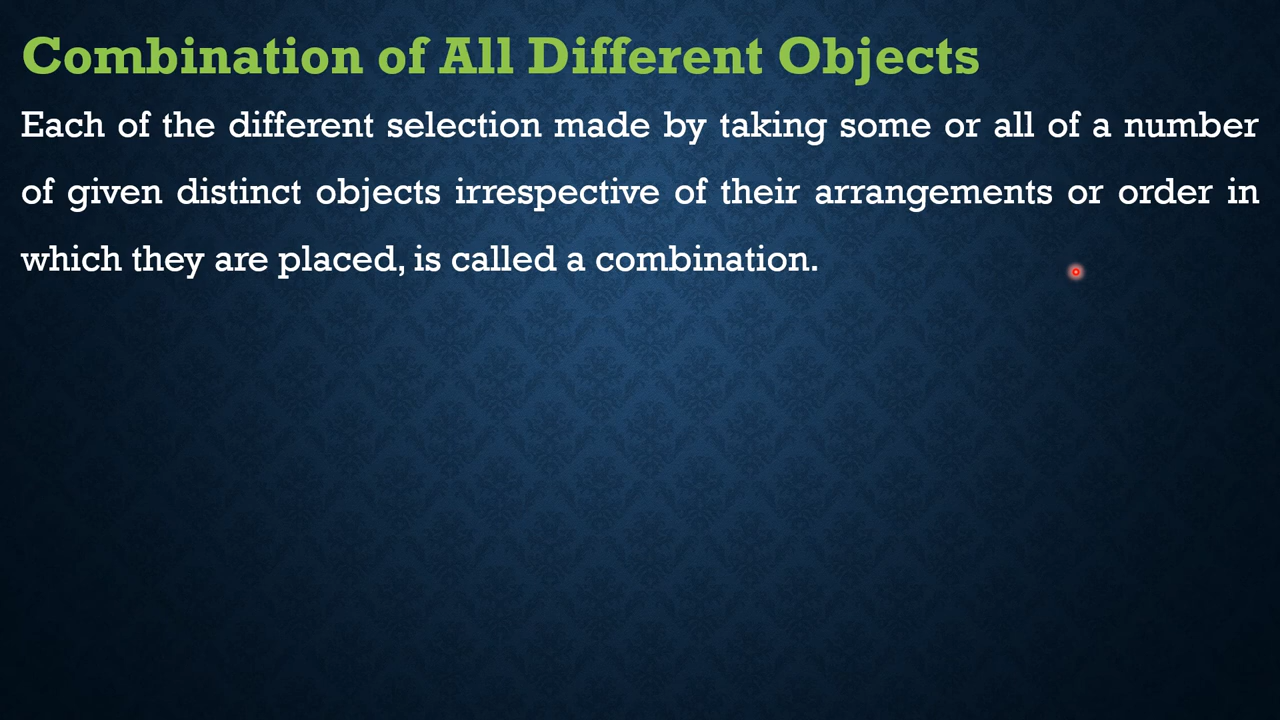 Combination of All Different Objects
Each of the different selection made by taking some or all of a number
of given distinct objects irrespective of their arrangements or order in
which they are placed, is called a combination.